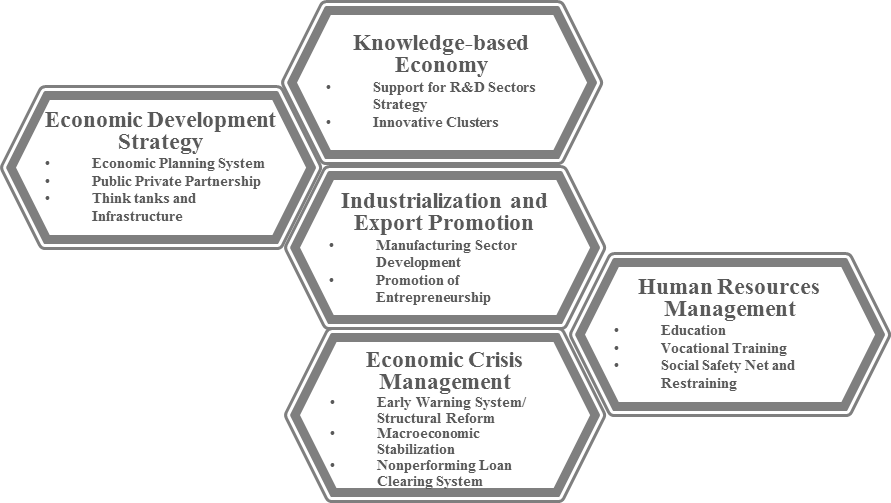 Knowledge-based
Economy
• Support for R&D Sectors
Strategy
• Innovative Clusters
Economic Development
Strategy
• Economic Planning System
• Public Private Partnership
• Think tanks and
Infrastructure
Industrialization and
Export Promotion
• Manufacturing Sector
Development
• Promotion of
Entrepreneurship
Human Resources
Management
• Education
• Vocational Training
• Social Safety Net and
Restraining
Economic Crisis
Management
• Early Warning System/
Structural Reform
• Macroeconomic
Stabilization
• Nonperforming Loan
Clearing System